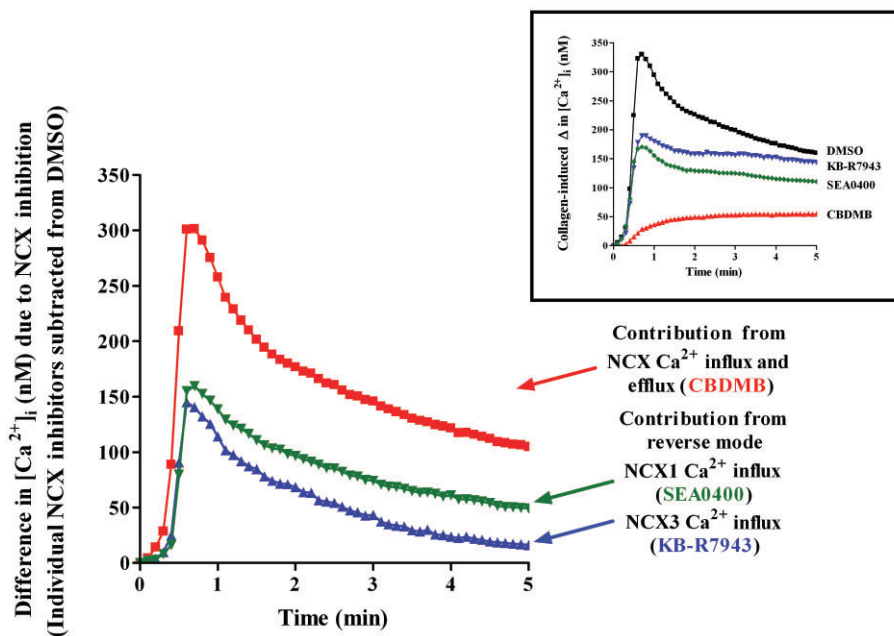 Difference in [Ca²⁺]ᵢ (nM) due to NCX inhibition
(Individual NCX inhibitors subtracted from DMSO)
350
300
250
200
150
100
50
0
0
1
2
3
4
5
Time (min)
Collagen-induced Δ in [Ca²⁺]ᵢ (nM)
350
300
250
200
150
100
50
0
0
1
2
3
4
5
Time (min)
DMSO
KB-R7943
SEA0400
CBDMB
Contribution from
NCX Ca²⁺ influx and
efflux (CBDMB)
Contribution from
reverse mode
NCX1 Ca²⁺ influx
(SEA0400)
NCX3 Ca²⁺ influx
(KB-R7943)